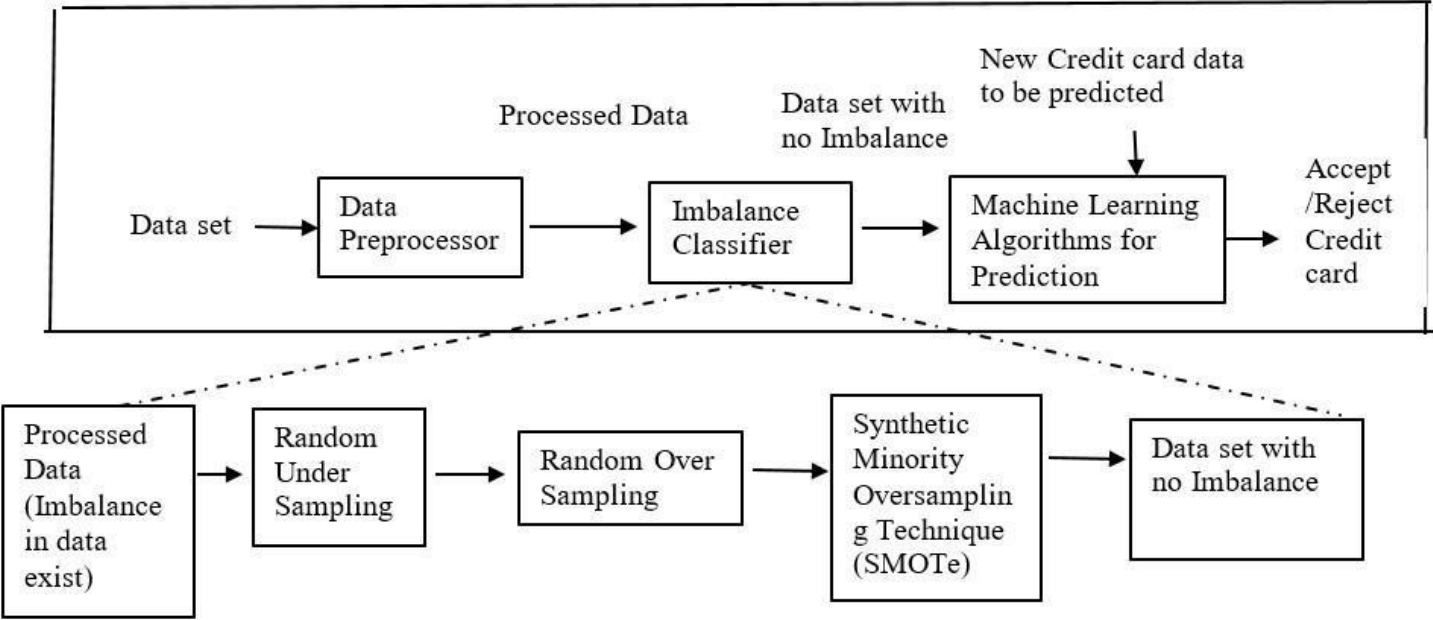 New Credit card data
to be predicted
Processed Data
Data set with
no Imbalance
Data set
Data
Preprocessor
Imbalance
Classifier
Machine Learning
Algorithms for
Prediction
Accept
/Reject
Credit
card
Processed
Data
(Imbalance
in data
exist)
Random
Under
Sampling
Random Over
Sampling
Synthetic
Minority
Oversamplin
g Technique
(SMOTe)
Data set with
no Imbalance